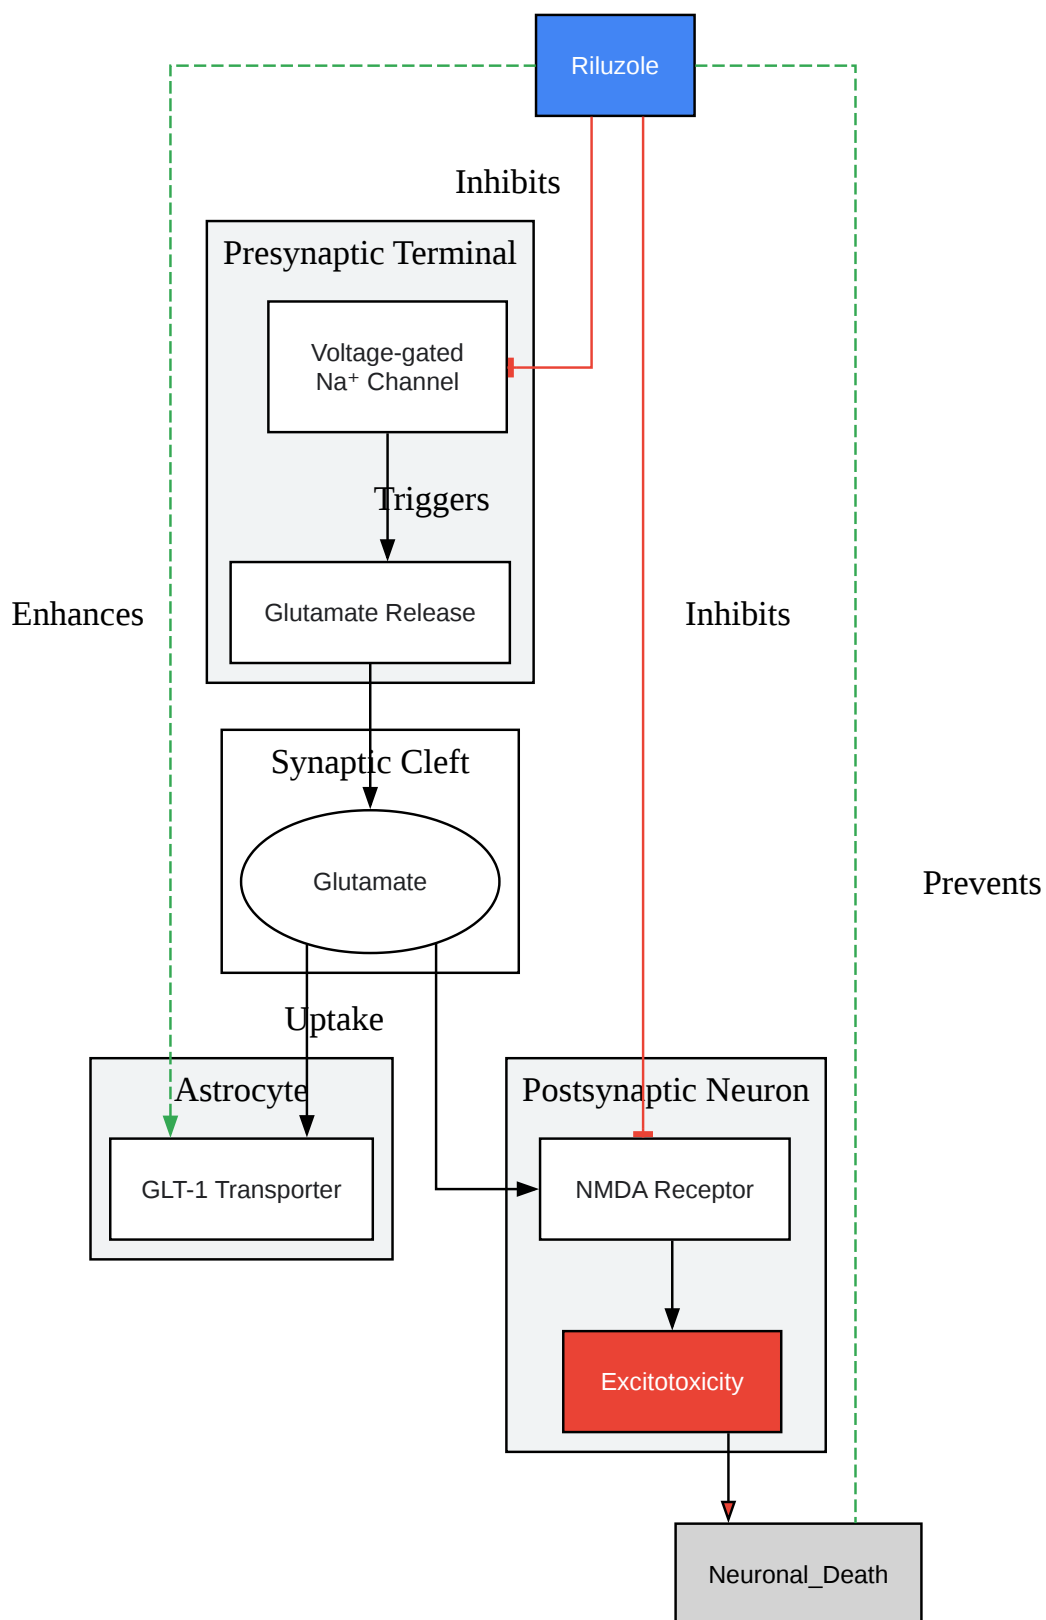 Riluzole
Inhibits
Presynaptic Terminal
Voltage-gated
Na⁺ Channel
Triggers
Enhances
Glutamate Release
Inhibits
Synaptic Cleft
Glutamate
Prevents
Uptake
Astrocyte
Postsynaptic Neuron
GLT-1 Transporter
NMDA Receptor
Excitotoxicity
Neuronal_Death